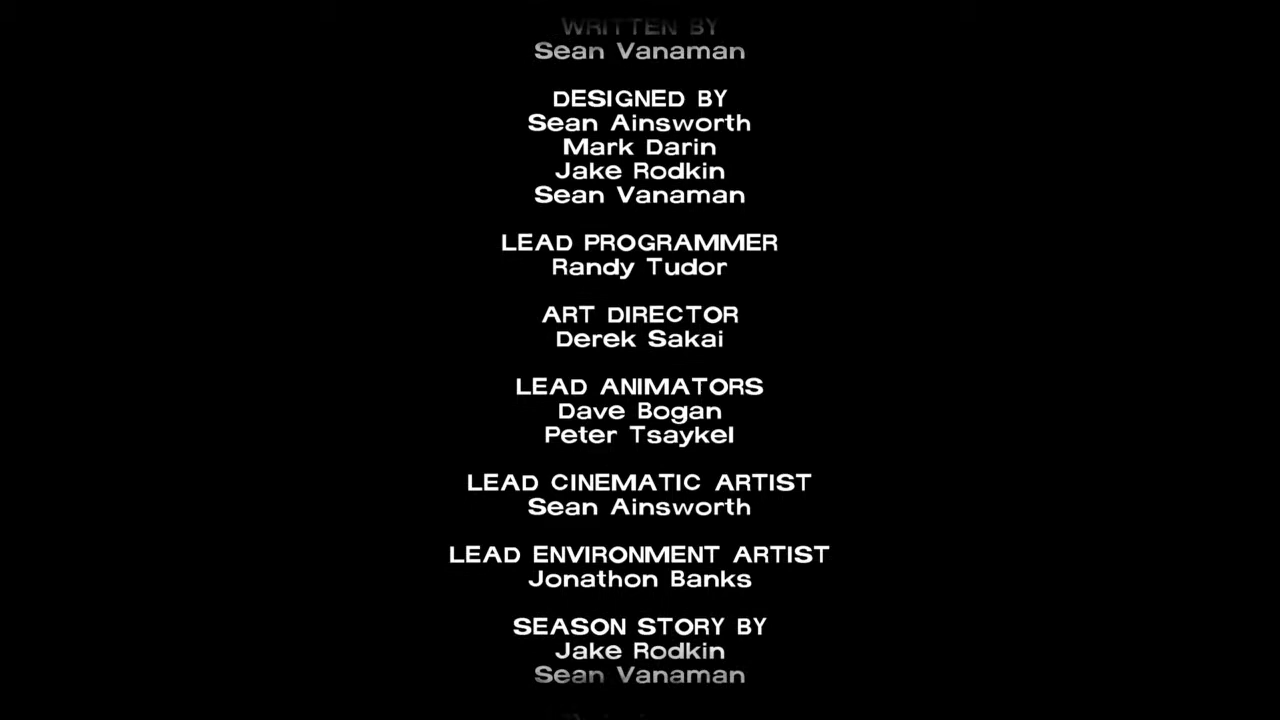 WRITTEN BY
Sean Vanaman
DESIGNED BY
Sean Ainsworth
Mark Darin
Jake Rodkin
Sean Vanaman
LEAD PROGRAMMER
Randy Tudor
ART DIRECTOR
Derek Sakai
LEAD ANIMATORS
Dave Bogan
Peter Tsaykel
LEAD CINEMATIC ARTIST
Sean Ainsworth
LEAD ENVIRONMENT ARTIST
Jonathon Banks
SEASON STORY BY
Jake Rodkin
Sean Vanaman